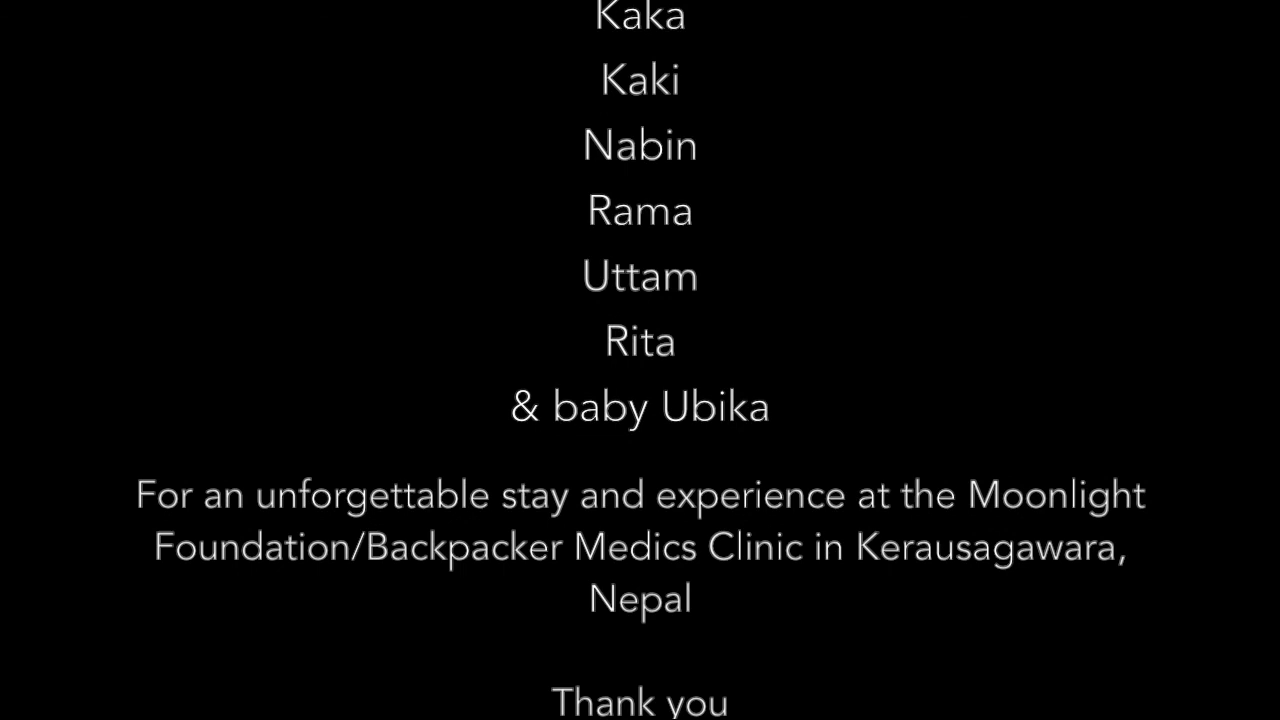 Kaka
Kaki
Nabin
Rama
Uttam
Rita
& baby Ubika
For an unforgettable stay and experience at the Moonlight
Foundation/Backpacker Medics Clinic in Kerausagawara,
Nepal
Thank you